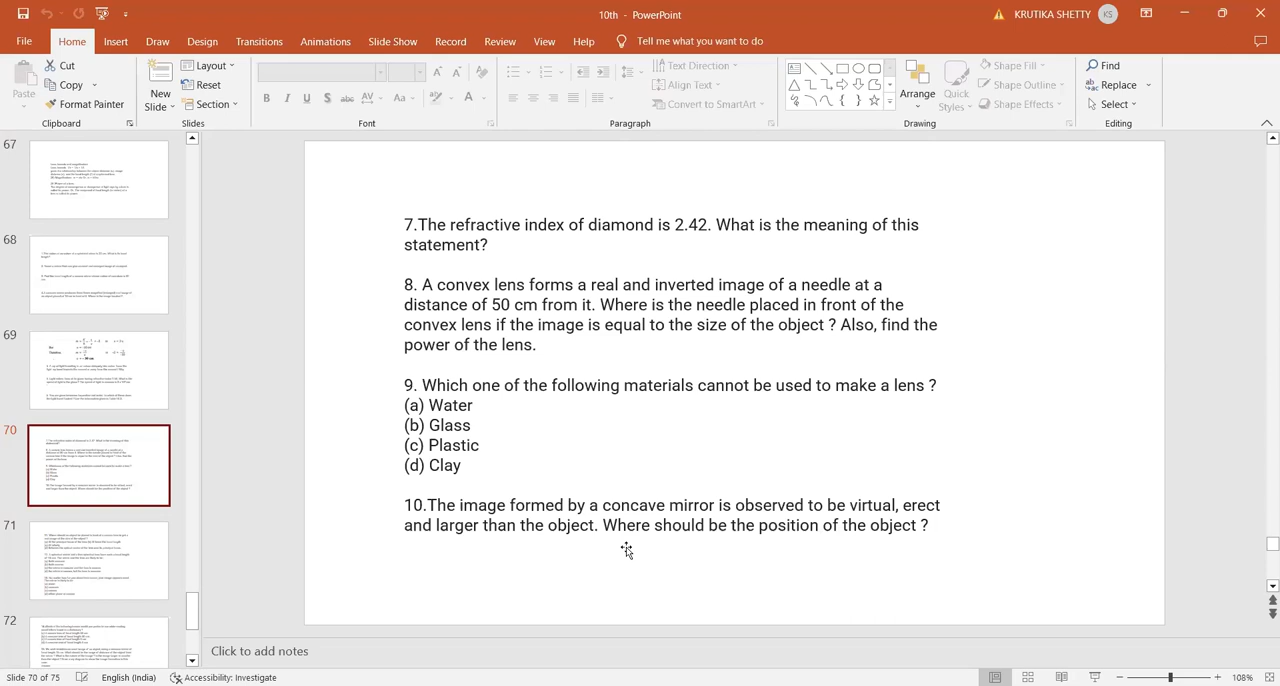 10th - PowerPoint
KRUTIKA SHETTY
KS
File
Home
Insert
Draw
Design
Transitions
Animations
Slide Show
Record
Review
View
Help
Tell me what you want to do
Paste
Cut
Copy
Format Painter
Clipboard
New
Slide
Layout
Reset
Section
Slides
Font
Text Direction
Align Text
Convert to SmartArt
Paragraph
Arrange
Quick
Styles
Shape Fill
Shape Outline
Shape Effects
Drawing
Find
Replace
Select
Editing
67
68
69
70
71
72
7.The refractive index of diamond is 2.42. What is the meaning of this
statement?
8. A convex lens forms a real and inverted image of a needle at a
distance of 50 cm from it. Where is the needle placed in front of the
convex lens if the image is equal to the size of the object ? Also, find the
power of the lens.
9. Which one of the following materials cannot be used to make a lens ?
(a) Water
(b) Glass
(c) Plastic
(d) Clay
10.The image formed by a concave mirror is observed to be virtual, erect
and larger than the object. Where should be the position of the object ?
Click to add notes
Slide 70 of 75
English (India)
Accessibility: Investigate
108%